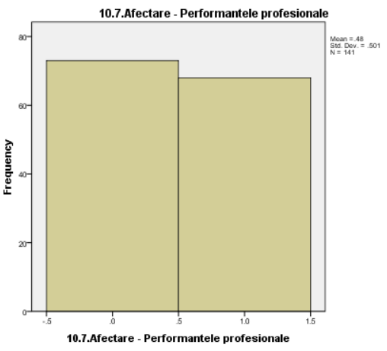 10.7.Afectare - Performantele profesionale
Mean =.48
Std. Dev. =.501
N =141
Frequency
80
60
40
20
0
-.5 .0 .5 1.0 1.5
10.7.Afectare - Performantele profesionale